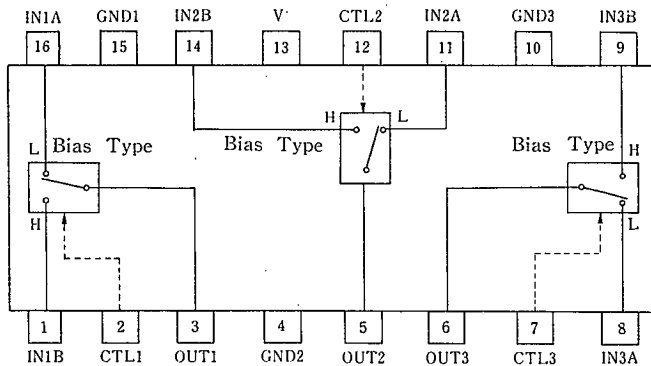 IN1A GND1 IN2B V CTL2 IN2A GND3 IN3B
16 15 14 13 12 11 10 9
H L
L Bias Type Bias Type Bias Type H
H L
1 2 3 4 5 6 7 8
IN1B CTL1 OUT1 GND2 OUT2 OUT3 CTL3 IN3A